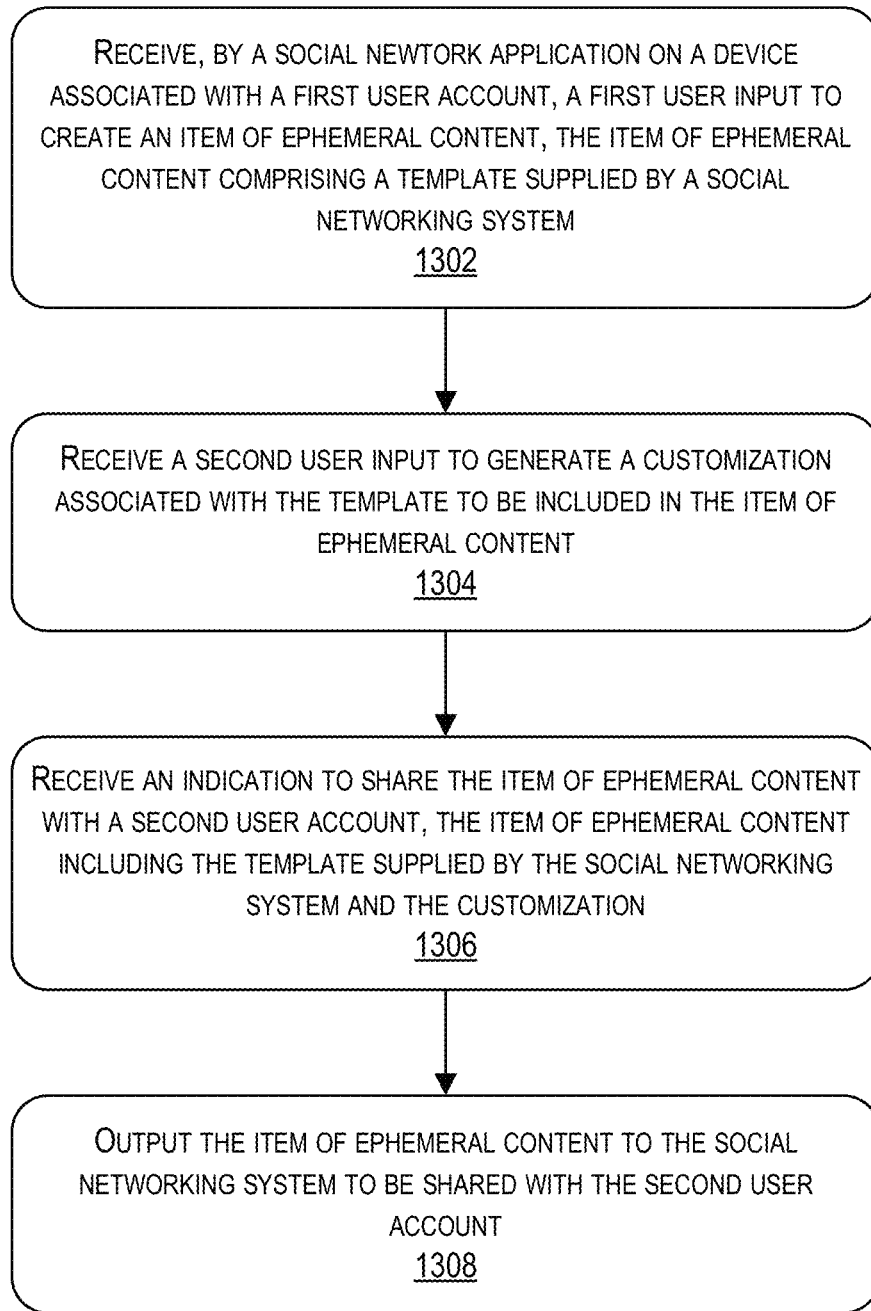 RECEIVE, BY A SOCIAL NEWTORK APPLICATION ON A DEVICE
ASSOCIATED WITH A FIRST USER ACCOUNT, A FIRST USER INPUT TO
CREATE AN ITEM OF EPHEMERAL CONTENT, THE ITEM OF EPHEMERAL
CONTENT COMPRISING A TEMPLATE SUPPLIED BY A SOCIAL
NETWORKING SYSTEM
1302
RECEIVE A SECOND USER INPUT TO GENERATE A CUSTOMIZATION
ASSOCIATED WITH THE TEMPLATE TO BE INCLUDED IN THE ITEM OF
EPHEMERAL CONTENT
1304
RECEIVE AN INDICATION TO SHARE THE ITEM OF EPHEMERAL CONTENT
WITH A SECOND USER ACCOUNT, THE ITEM OF EPHEMERAL CONTENT
INCLUDING THE TEMPLATE SUPPLIED BY THE SOCIAL NETWORKING
SYSTEM AND THE CUSTOMIZATION
1306
OUTPUT THE ITEM OF EPHEMERAL CONTENT TO THE SOCIAL
NETWORKING SYSTEM TO BE SHARED WITH THE SECOND USER
ACCOUNT
1308